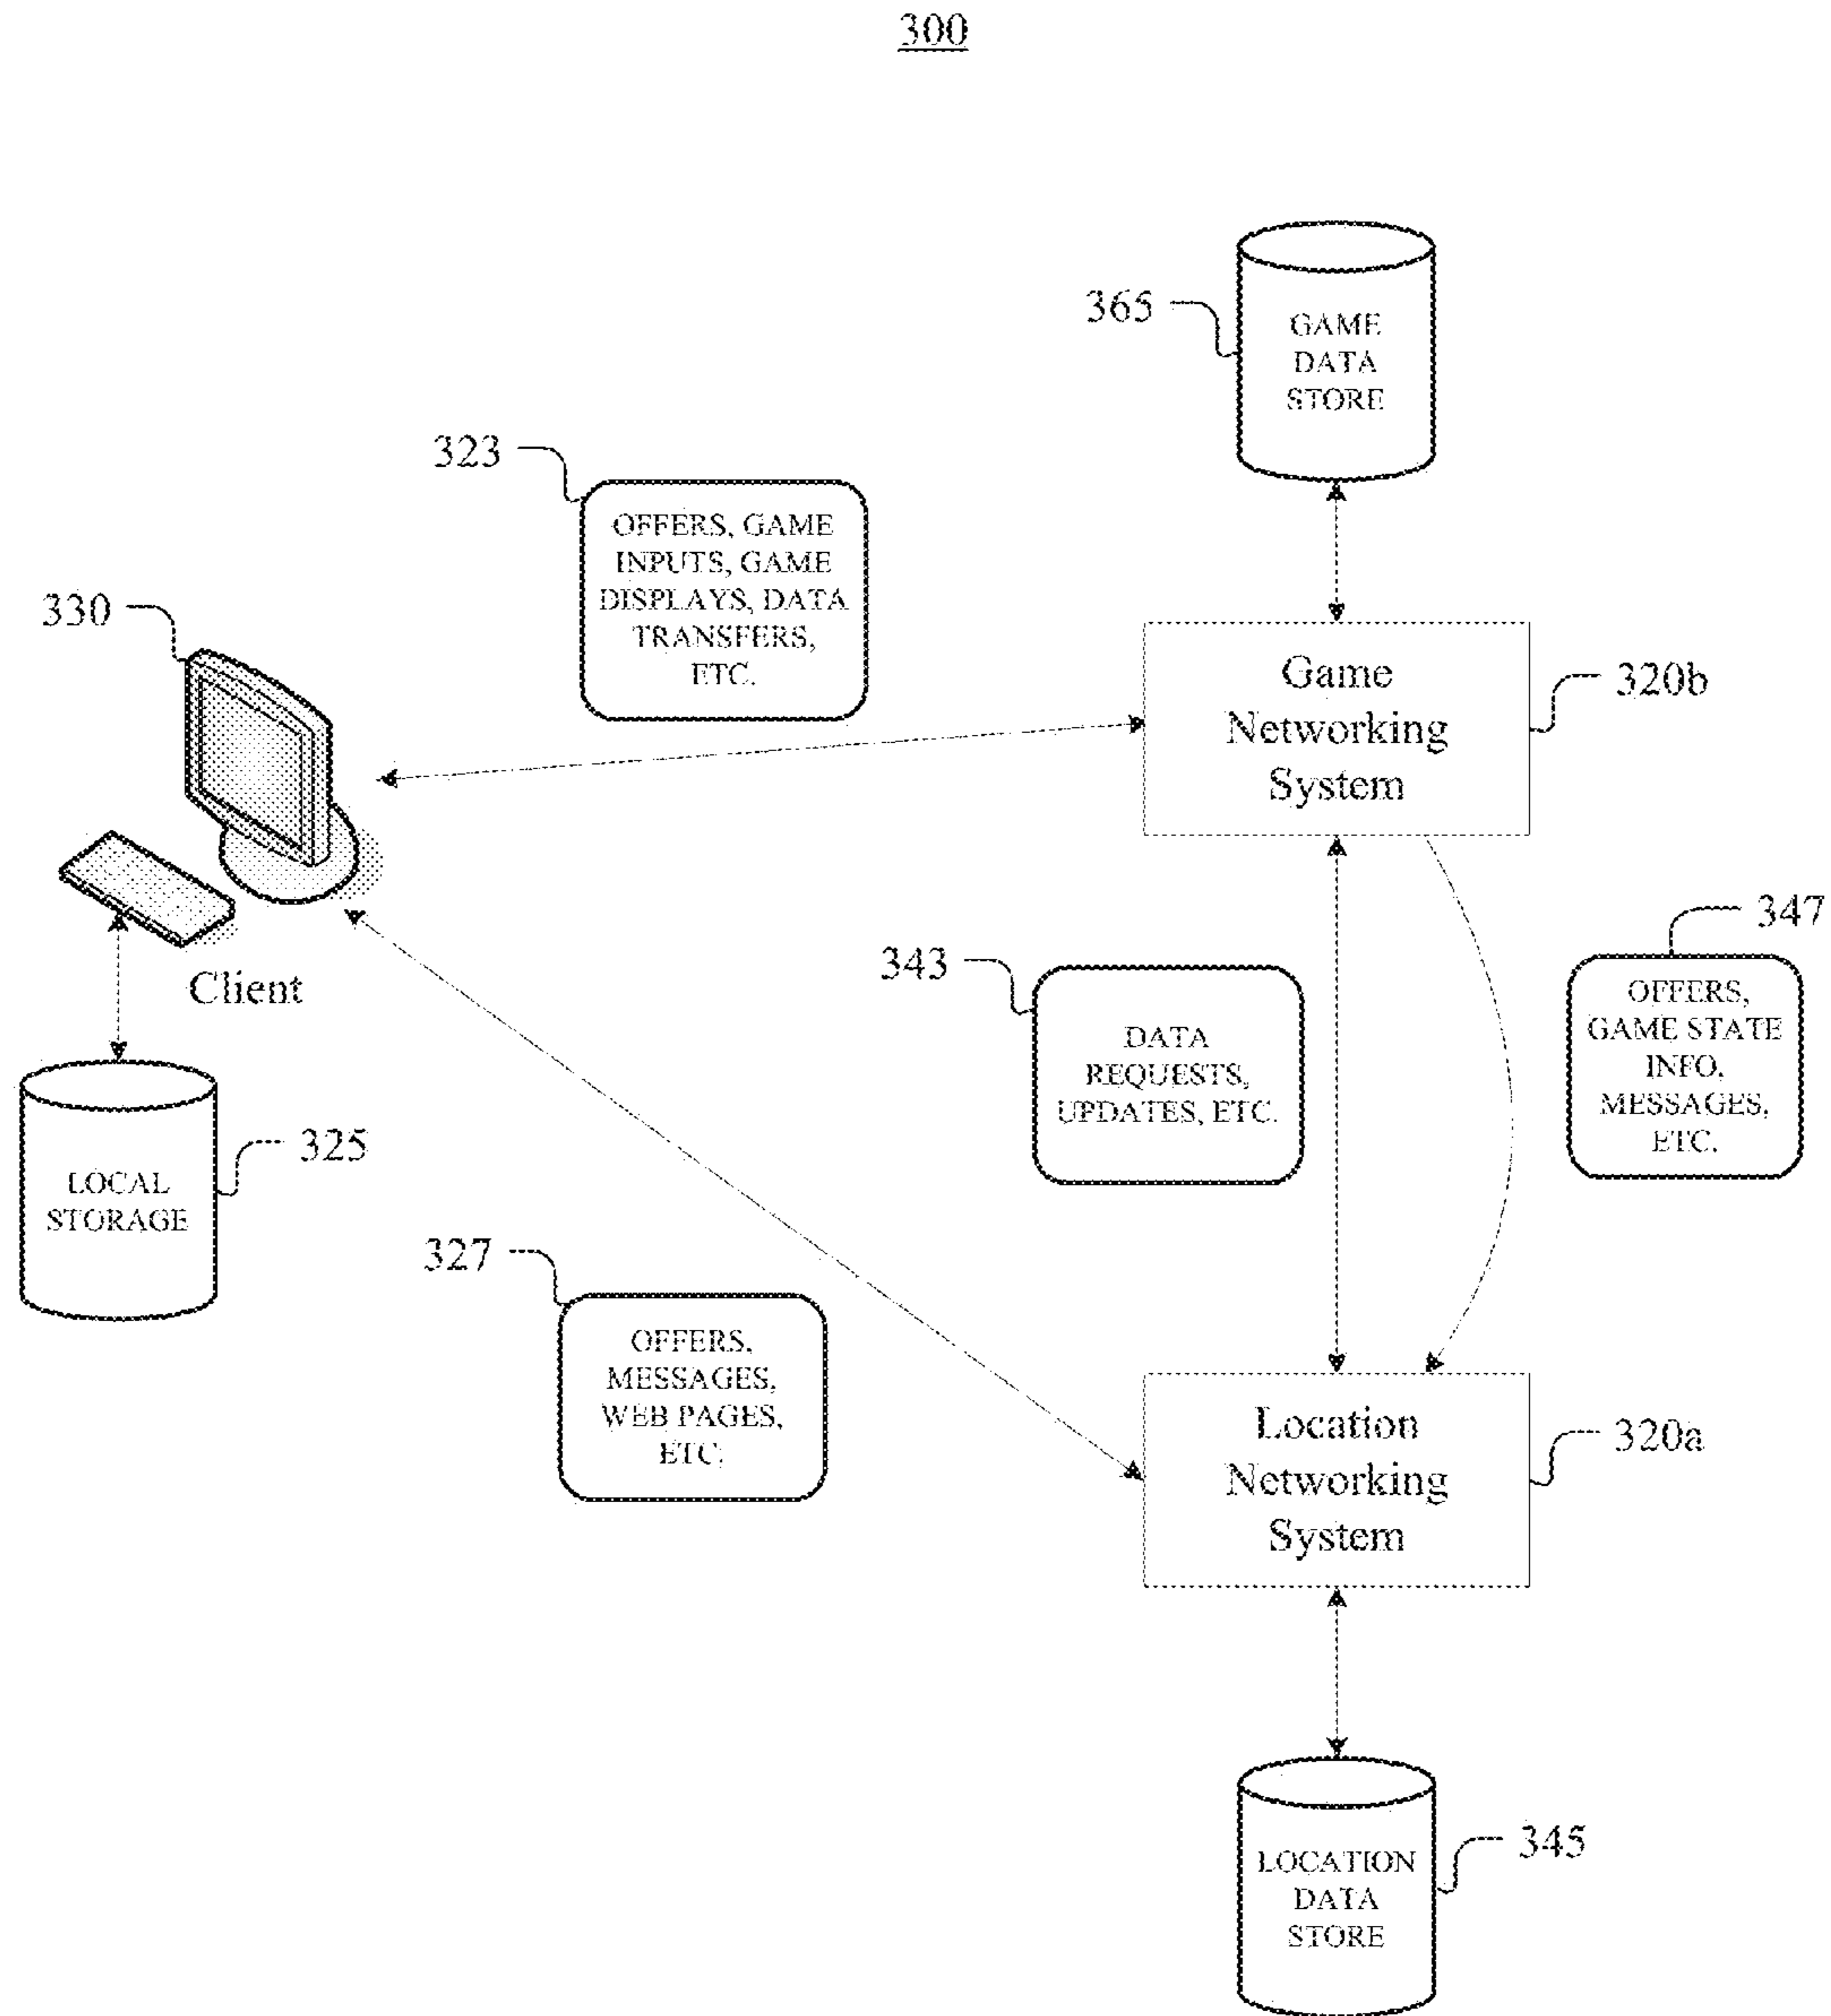 300
365
GAME
DATA
STORE
323
OFFERS, GAME
INPUTS, GAME
DISPLAYS, DATA
TRANSFERS,
ETC.
330
Game
Networking
System
320b
347
OFFERS,
GAME STATE
INFO,
MESSAGES,
ETC.
343
DATA
REQUESTS,
UPDATES, ETC.
Client
325
LOCAL
STORAGE
327
OFFERS,
MESSAGES,
WEB PAGES,
ETC.
Location
Networking
System
320a
345
LOCATION
DATA
STORE